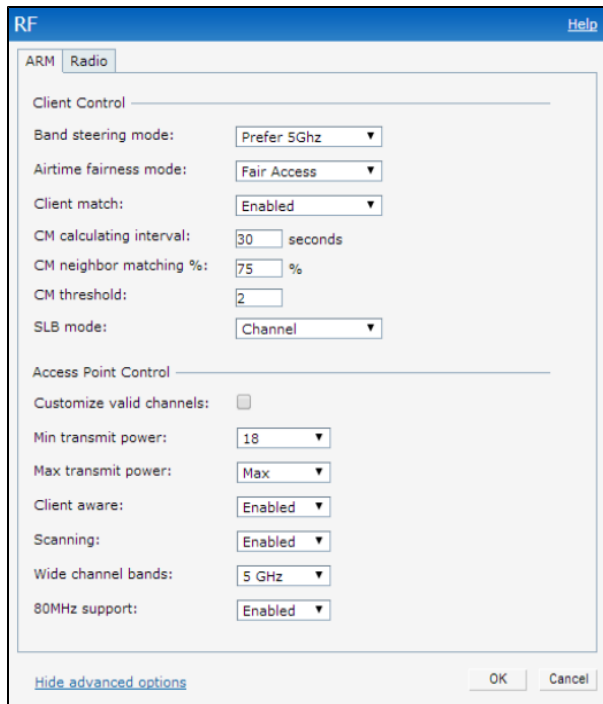 RF
Help
ARM
Radio
Client Control
Band steering mode: Prefer 5Ghz
Airtime fairness mode: Fair Access
Client match: Enabled
CM calculating interval: 30 seconds
CM neighbor matching %: 75 %
CM threshold: 2
SLB mode: Channel
Access Point Control
Customize valid channels:
Min transmit power: 18
Max transmit power: Max
Client aware: Enabled
Scanning: Enabled
Wide channel bands: 5 GHz
80MHz support: Enabled
Hide advanced options
OK
Cancel